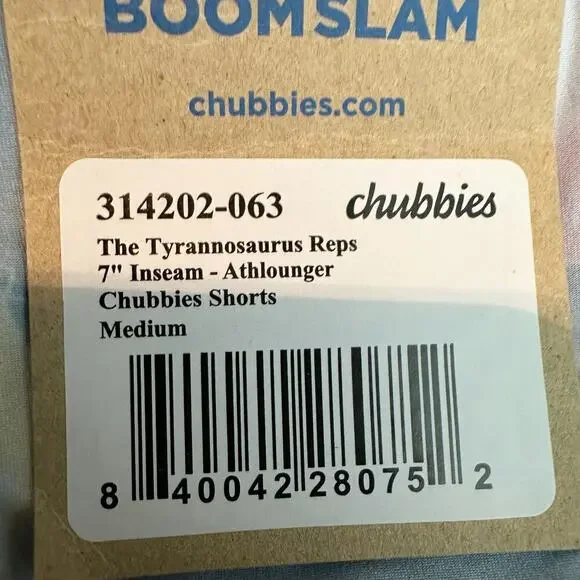 BOOMSLAM
chubbies.com
314202-063 chubbies
The Tyrannosaurus Reps
7" Inseam - Athlounger
Chubbies Shorts
Medium
8 40042 28075 2